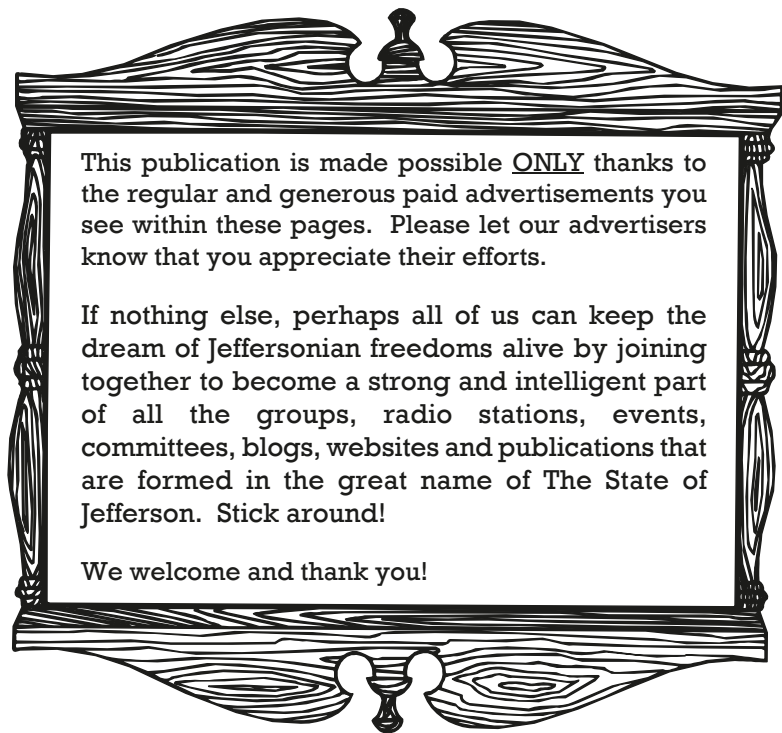 This publication is made possible ONLY thanks to
the regular and generous paid advertisements you
see within these pages.  Please let our advertisers
know that you appreciate their efforts.
If nothing else, perhaps all of us can keep the
dream of Jeffersonian freedoms alive by joining
together to become a strong and intelligent part
of all the groups, radio stations, events,
committees, blogs, websites and publications that
are formed in the great name of The State of
Jefferson.  Stick around!
We welcome and thank you!